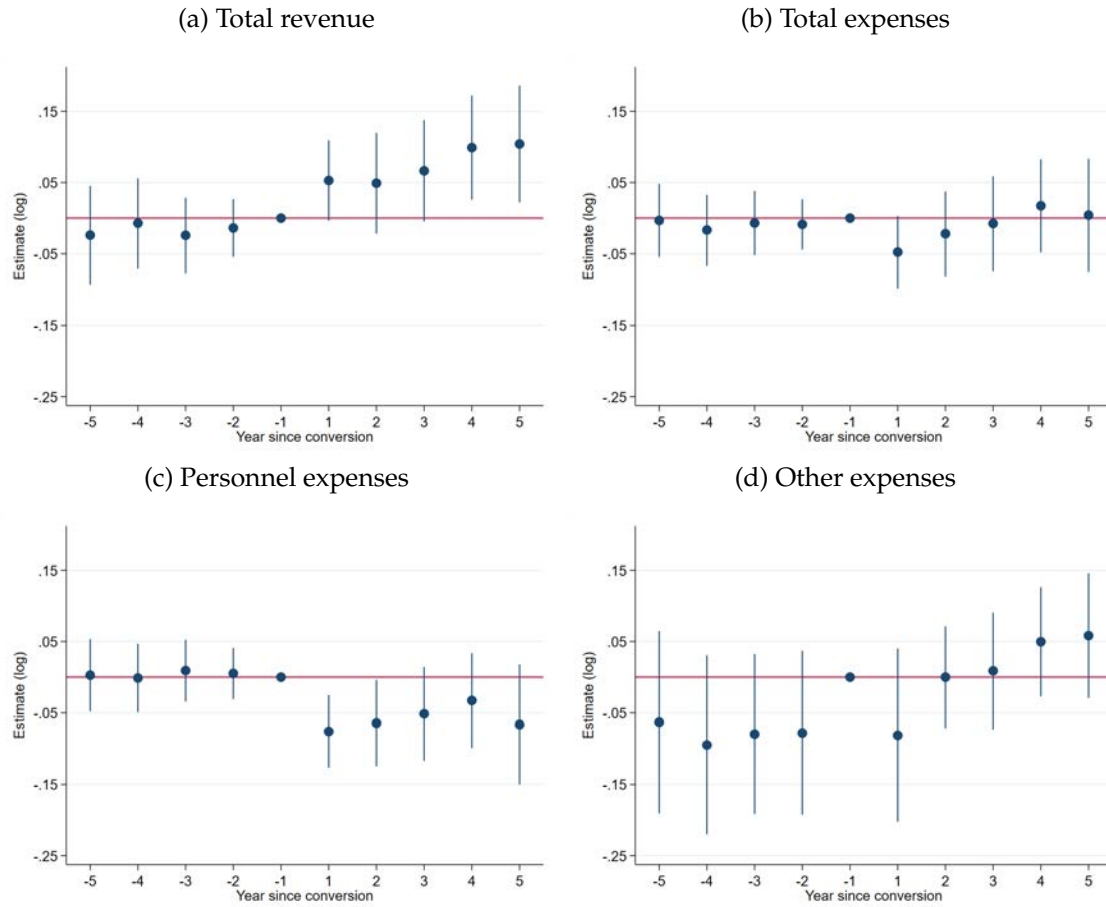 (a) Total revenue
.15
.05
-.05
-.15
-.25
Estimate (log)
-5 -4 -3 -2 -1 1 2 3 4 5
Year since conversion
(b) Total expenses
.15
.05
-.05
-.15
-.25
Estimate (log)
-5 -4 -3 -2 -1 1 2 3 4 5
Year since conversion
(c) Personnel expenses
.15
.05
-.05
-.15
-.25
Estimate (log)
-5 -4 -3 -2 -1 1 2 3 4 5
Year since conversion
(d) Other expenses
.15
.05
-.05
-.15
-.25
Estimate (log)
-5 -4 -3 -2 -1 1 2 3 4 5
Year since conversion